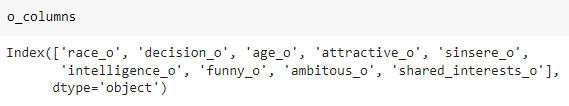 o_columns
Index(['race_o', 'decision_o', 'age_o', 'attractive_o', 'sinsere_o',
'intelligence_o', 'funny_o', 'ambitous_o', 'shared_interests_o'],
dtype='object')